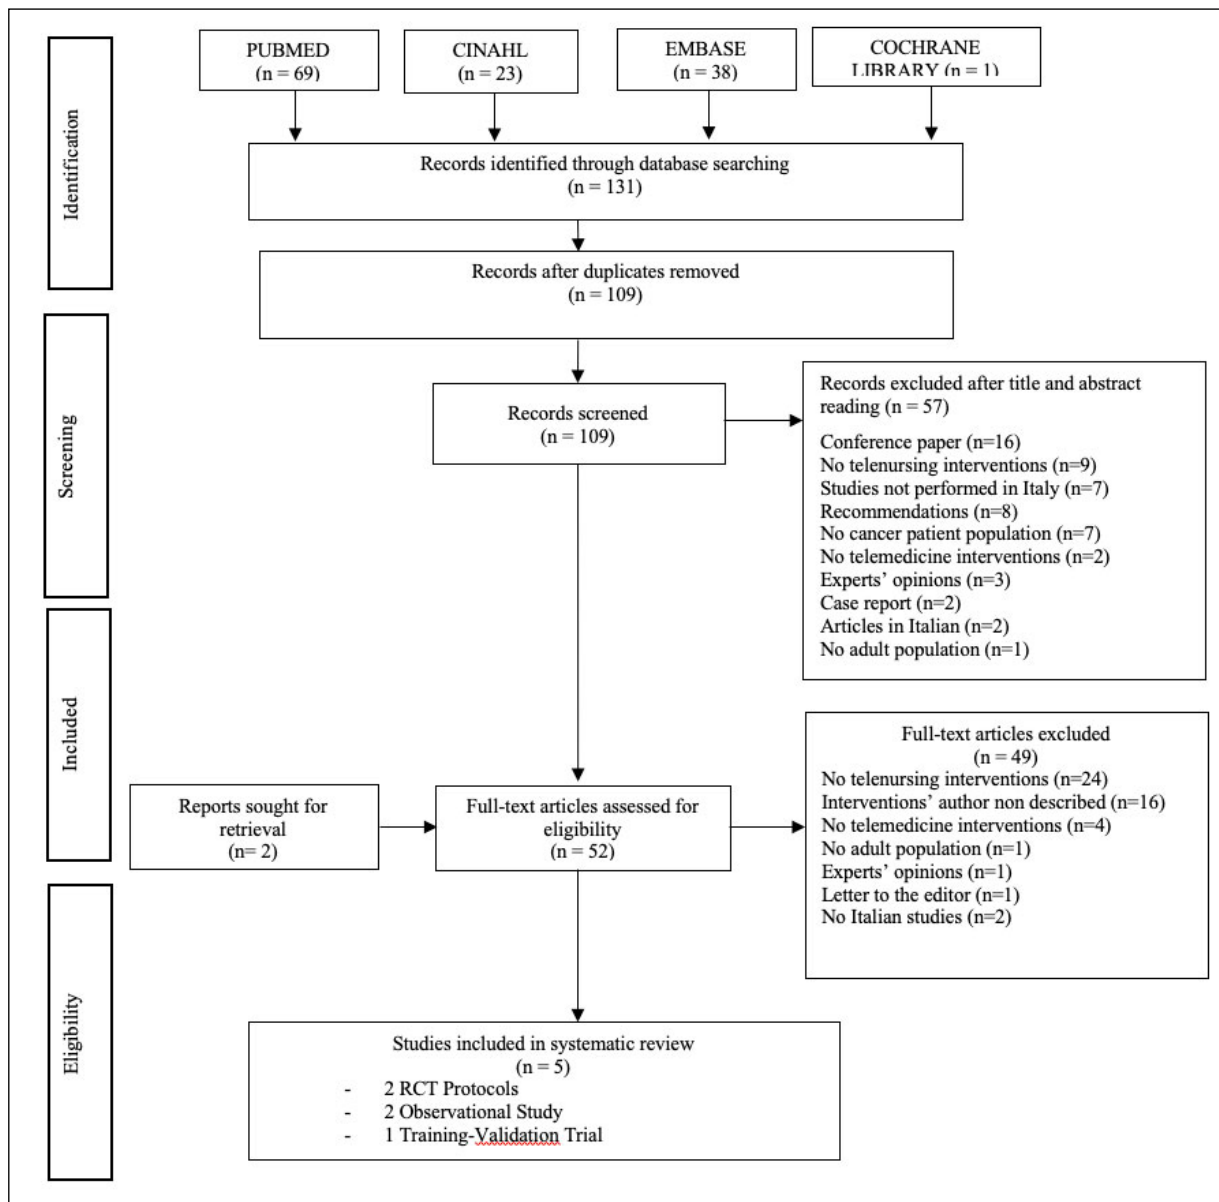 PUBMED
(n = 69)
CINAHL
(n = 23)
EMBASE
(n = 38)
COCHRANE
LIBRARY (n = 1)
Identification
Records identified through database searching
(n = 131)
Records after duplicates removed
(n = 109)
Screening
Records screened
(n = 109)
Records excluded after title and abstract
reading (n = 57)
Conference paper (n=16)
No telenursing interventions (n=9)
Studies not performed in Italy (n=7)
Recommendations (n=8)
No cancer patient population (n=7)
No telemedicine interventions (n=2)
Experts’ opinions (n=3)
Case report (n=2)
Articles in Italian (n=2)
No adult population (n=1)
Included
Reports sought for
retrieval
(n= 2)
Full-text articles assessed for
eligibility
(n = 52)
Full-text articles excluded
(n = 49)
No telenursing interventions (n=24)
Interventions’ author non described (n=16)
No telemedicine interventions (n=4)
No adult population (n=1)
Experts’ opinions (n=1)
Letter to the editor (n=1)
No Italian studies (n=2)
Eligibility
Studies included in systematic review
(n = 5)
- 2 RCT Protocols
- 2 Observational Study
- 1 Training-Validation Trial